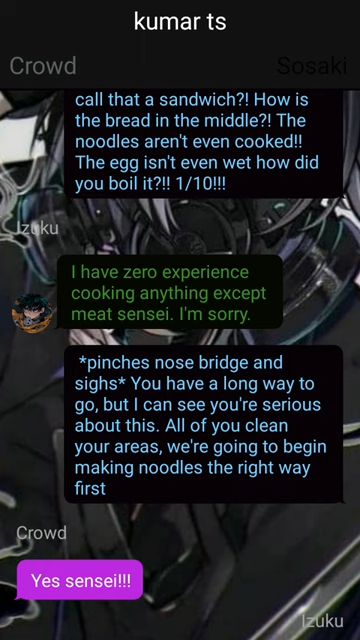 kumar ts
Crowd
Sosaki
call that a sandwich?! How is
the bread in the middle?! The
noodles aren't even cooked!!
The egg isn't even wet how did
you boil it?!! 1/10!!!
Izuku
I have zero experience
cooking anything except
meat sensei. I'm sorry.
*pinches nose bridge and
sighs* You have a long way to
go, but I can see you're serious
about this. All of you clean
your areas, we're going to begin
making noodles the right way
first
Crowd
Yes sensei!!!
Izuku